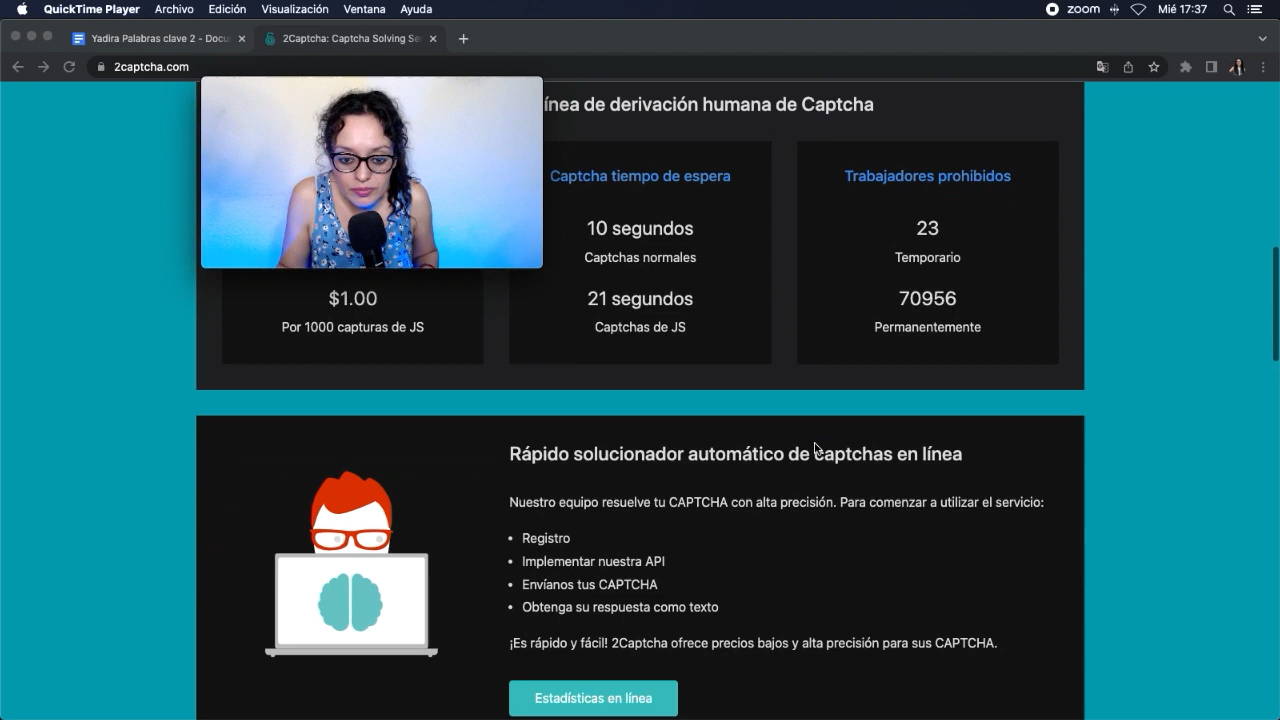 QuickTime Player Archivo Edición Visualización Ventana Ayuda zoom Mié 17:37
Yadira Palabras clave 2 - Docu 2Captcha: Captcha Solving Se
2captcha.com
ínea de derivación humana de Captcha
Captcha tiempo de espera
10 segundos
Captchas normales
21 segundos
Captchas de JS
Trabajadores prohibidos
23
Temporario
70956
Permanentemente
$1.00
Por 1000 capturas de JS
Rápido solucionador automático de captchas en línea
Nuestro equipo resuelve tu CAPTCHA con alta precisión. Para comenzar a utilizar el servicio:
• Registro
• Implementar nuestra API
• Envíanos tus CAPTCHA
• Obtenga su respuesta como texto
¡Es rápido y fácil! 2Captcha ofrece precios bajos y alta precisión para sus CAPTCHA.
Estadísticas en línea